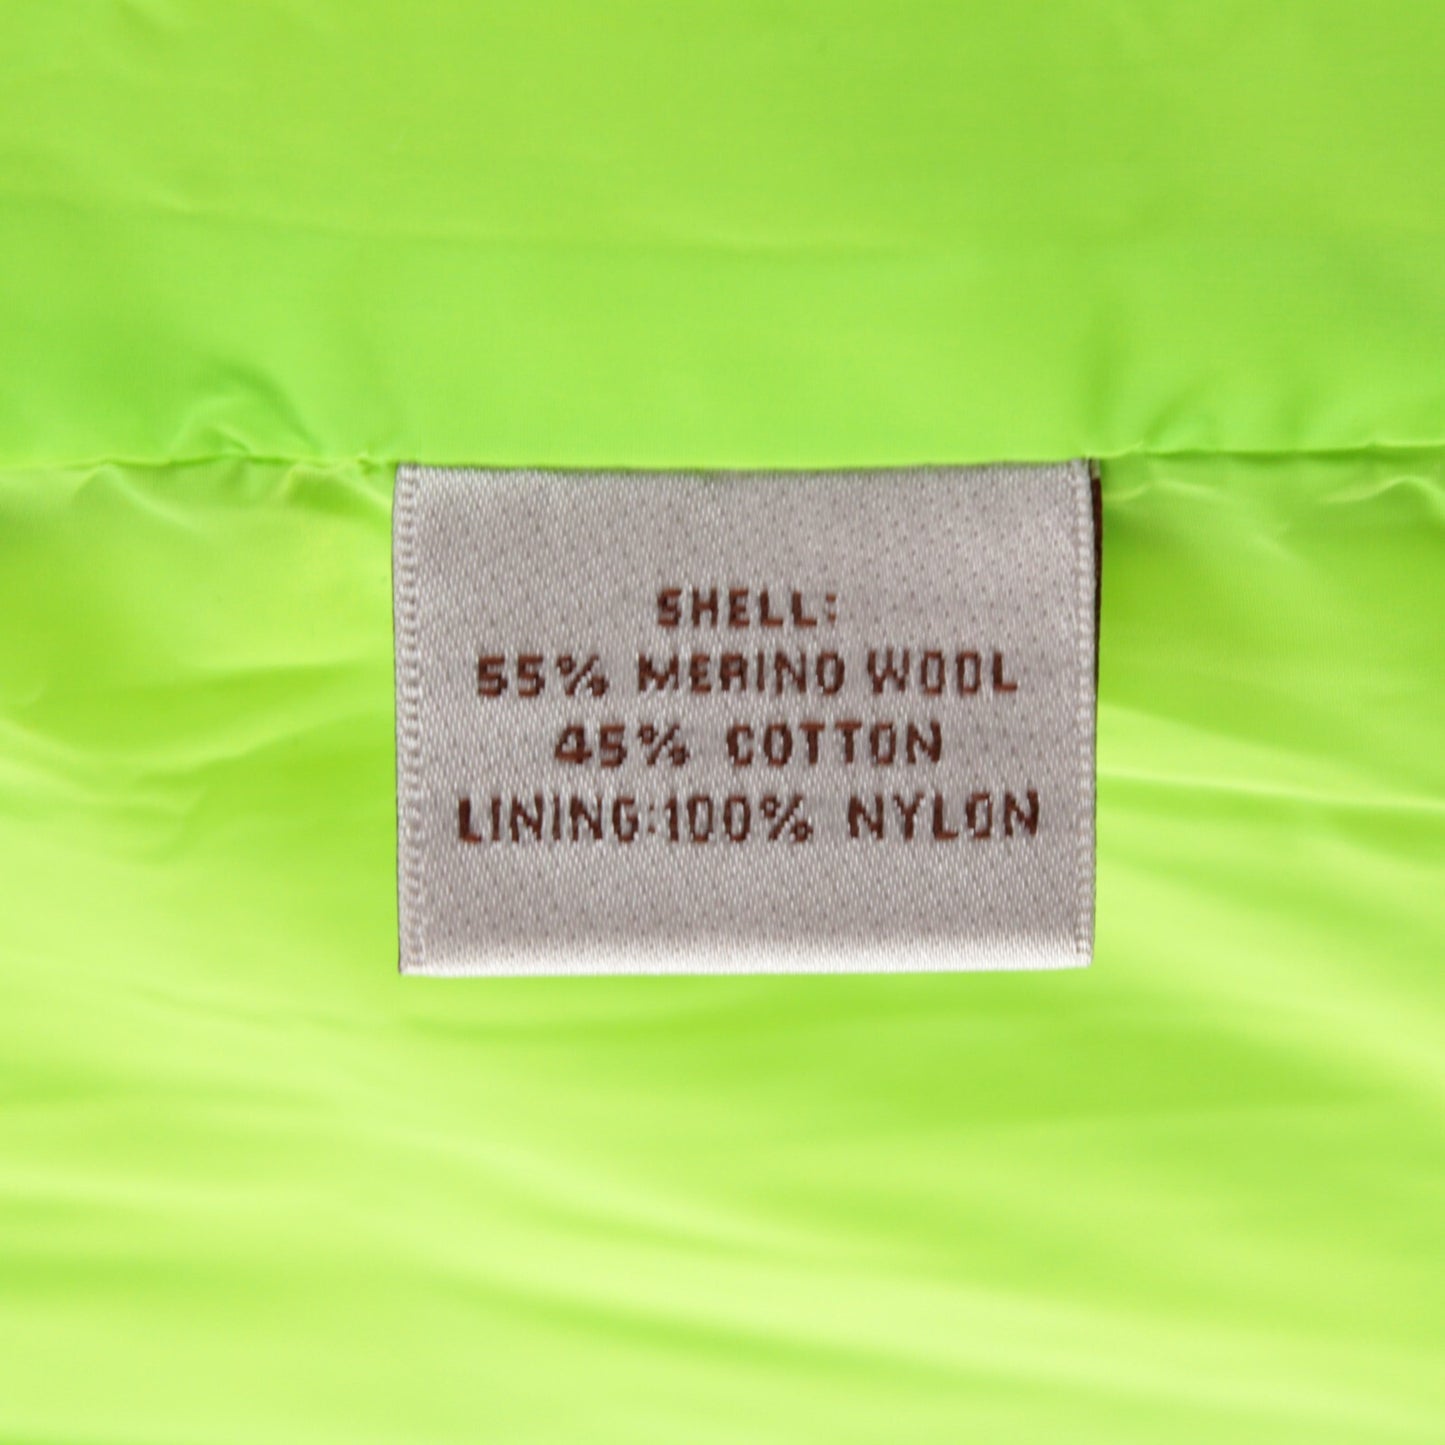 SHELL:
55% MERINO WOOL
45% COTTON
LINING:100% NYLON